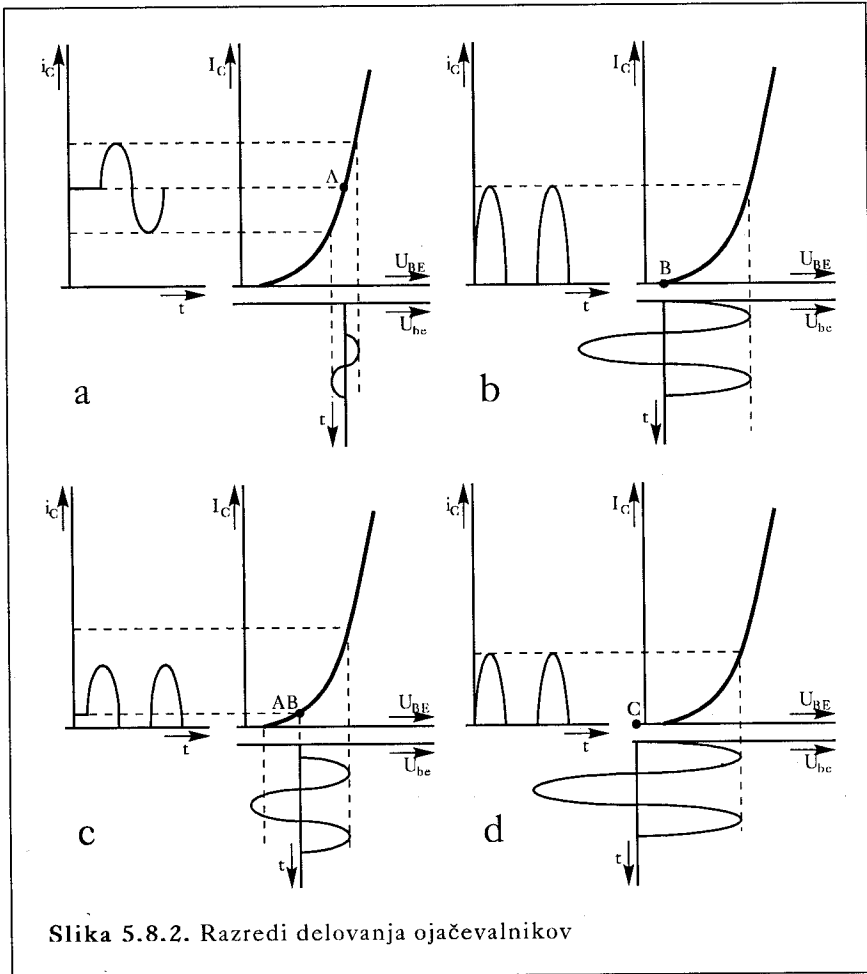 i_C
I_C
A
U_BE
t
U_be
a
t
i_C
I_C
B
U_BE
t
U_be
b
t
i_C
I_C
AB
U_BE
t
U_be
c
t
i_C
I_C
C
U_BE
t
U_be
d
t
Slika 5.8.2. Razredi delovanja ojačevalnikov